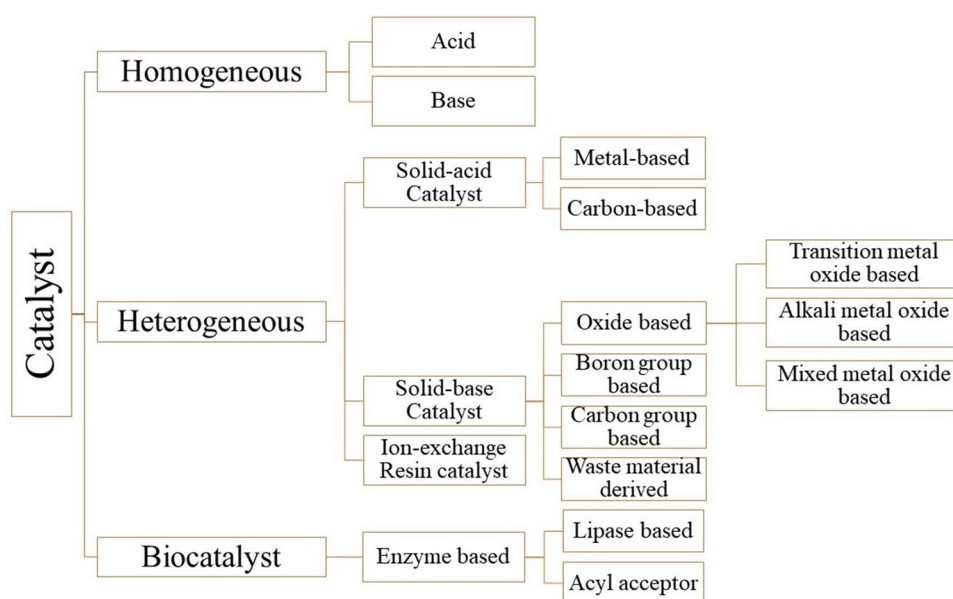 Catalyst
Homogeneous
Acid
Base
Heterogeneous
Solid-acid
Catalyst
Metal-based
Carbon-based
Solid-base
Catalyst
Oxide based
Transition metal
oxide based
Alkali metal oxide
based
Mixed metal oxide
based
Boron group
based
Carbon group
based
Waste material
derived
Ion-exchange
Resin catalyst
Biocatalyst
Enzyme based
Lipase based
Acyl acceptor